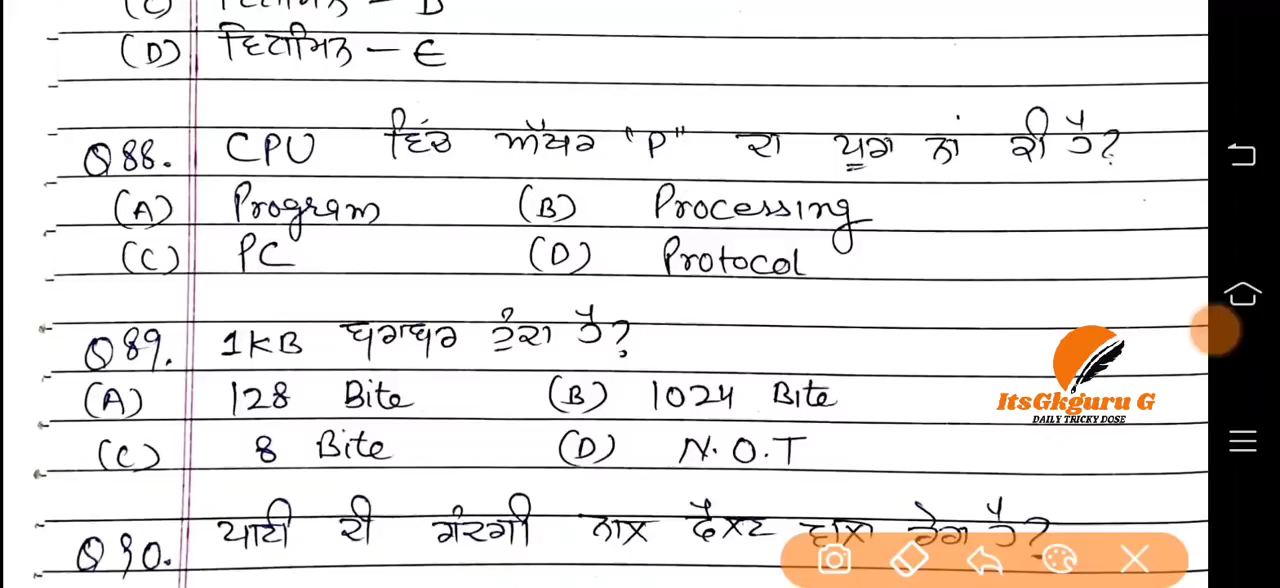 (C) ਵਿਟਾਮਿਨ – D
(D) ਵਿਟਾਮਿਨ – E
Q88. CPU ਵਿੱਚ ਅੱਖਰ "P" ਦਾ ਪੂਰਾ ਨਾਂ ਕੀ ਹੈ?
(A) Program (B) Processing
(C) PC (D) Protocol
Q89. 1KB ਬਰਾਬਰ ਹੁੰਦਾ ਹੈ?
(A) 128 Bite (B) 1024 Bite
(C) 8 Bite (D) N.O.T
ItsGkguru G
DAILY TRICKY DOSE
Q90. ਪਾਣੀ ਦੀ ਗੰਦਗੀ ਨਾਲ ਫੈਲਣ ਵਾਲਾ ਰੋਗ ਹੈ?